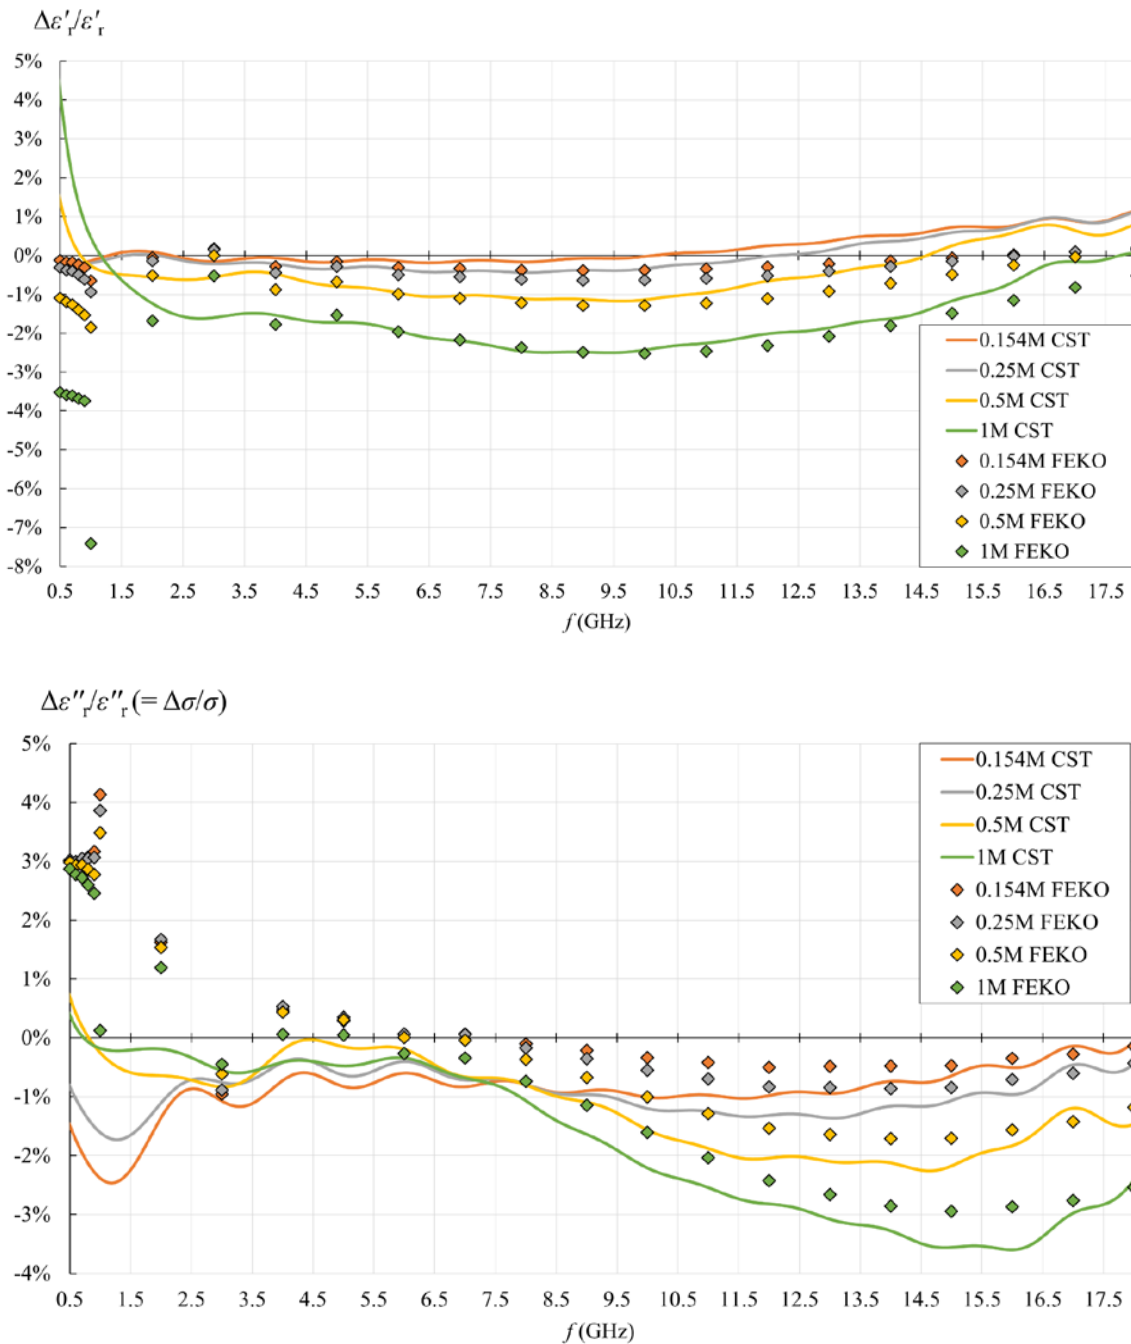 Δε′r/ε′r
5%
4%
3%
2%
1%
0%
-1%
-2%
-3%
-4%
-5%
-6%
-7%
-8%
0.154M CST
0.25M CST
0.5M CST
1M CST
0.154M FEKO
0.25M FEKO
0.5M FEKO
1M FEKO
0.5 1.5 2.5 3.5 4.5 5.5 6.5 7.5 8.5 9.5 10.5 11.5 12.5 13.5 14.5 15.5 16.5 17.5
f (GHz)
Δε″r/ε″r (= Δσ/σ)
5%
4%
3%
2%
1%
0%
-1%
-2%
-3%
-4%
0.154M CST
0.25M CST
0.5M CST
1M CST
0.154M FEKO
0.25M FEKO
0.5M FEKO
1M FEKO
0.5 1.5 2.5 3.5 4.5 5.5 6.5 7.5 8.5 9.5 10.5 11.5 12.5 13.5 14.5 15.5 16.5 17.5
f (GHz)